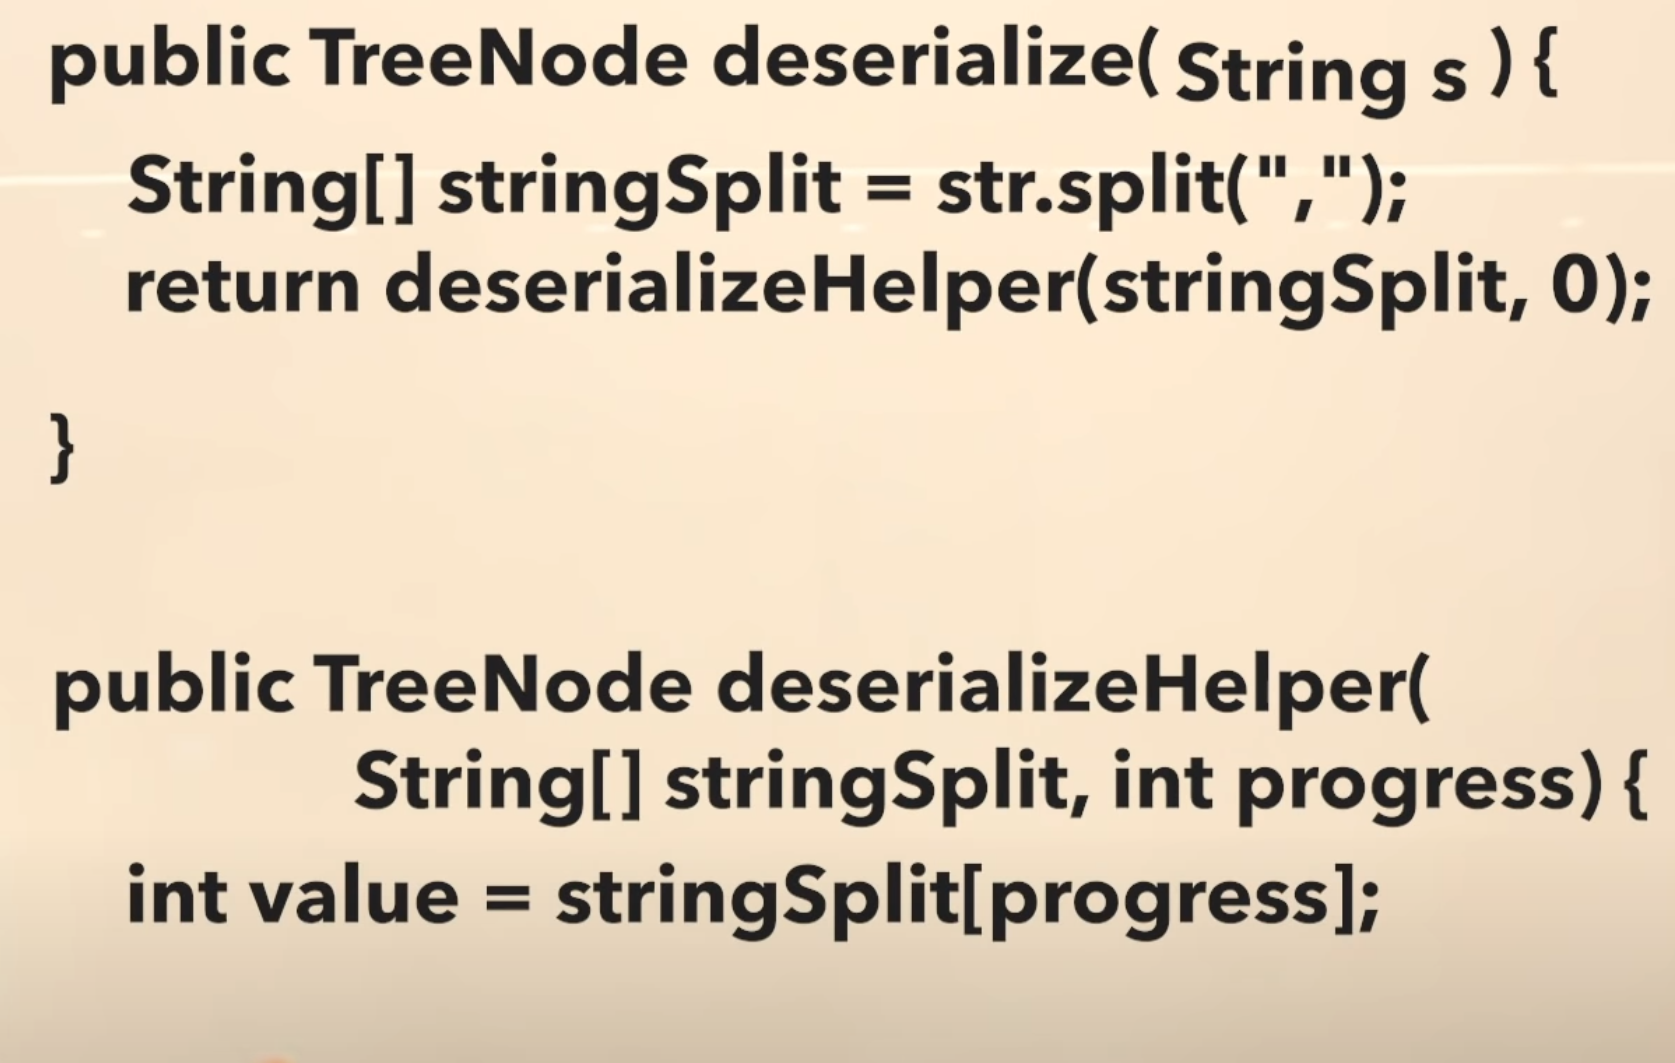 public TreeNode deserialize( String s ) {
String[] stringSplit = str.split(",");
return deserializeHelper(stringSplit, 0);
}
public TreeNode deserializeHelper(
String[] stringSplit, int progress) {
int value = stringSplit[progress];